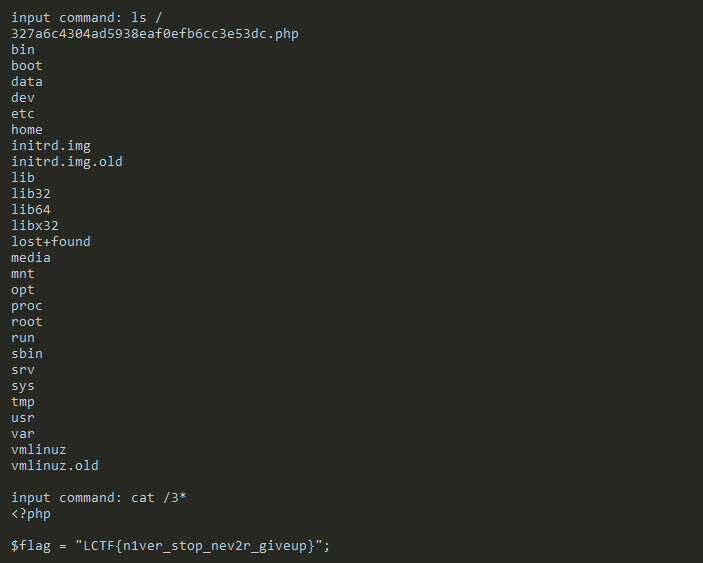 input command: ls /
327a6c4304ad5938eaf0efb6cc3e53dc.php
bin
boot
data
dev
etc
home
initrd.img
initrd.img.old
lib
lib32
lib64
libx32
lost+found
media
mnt
opt
proc
root
run
sbin
srv
sys
tmp
usr
var
vmlinuz
vmlinuz.old
input command: cat /3*
<?php
$flag = "LCTF{n1ver_stop_nev2r_giveup}";